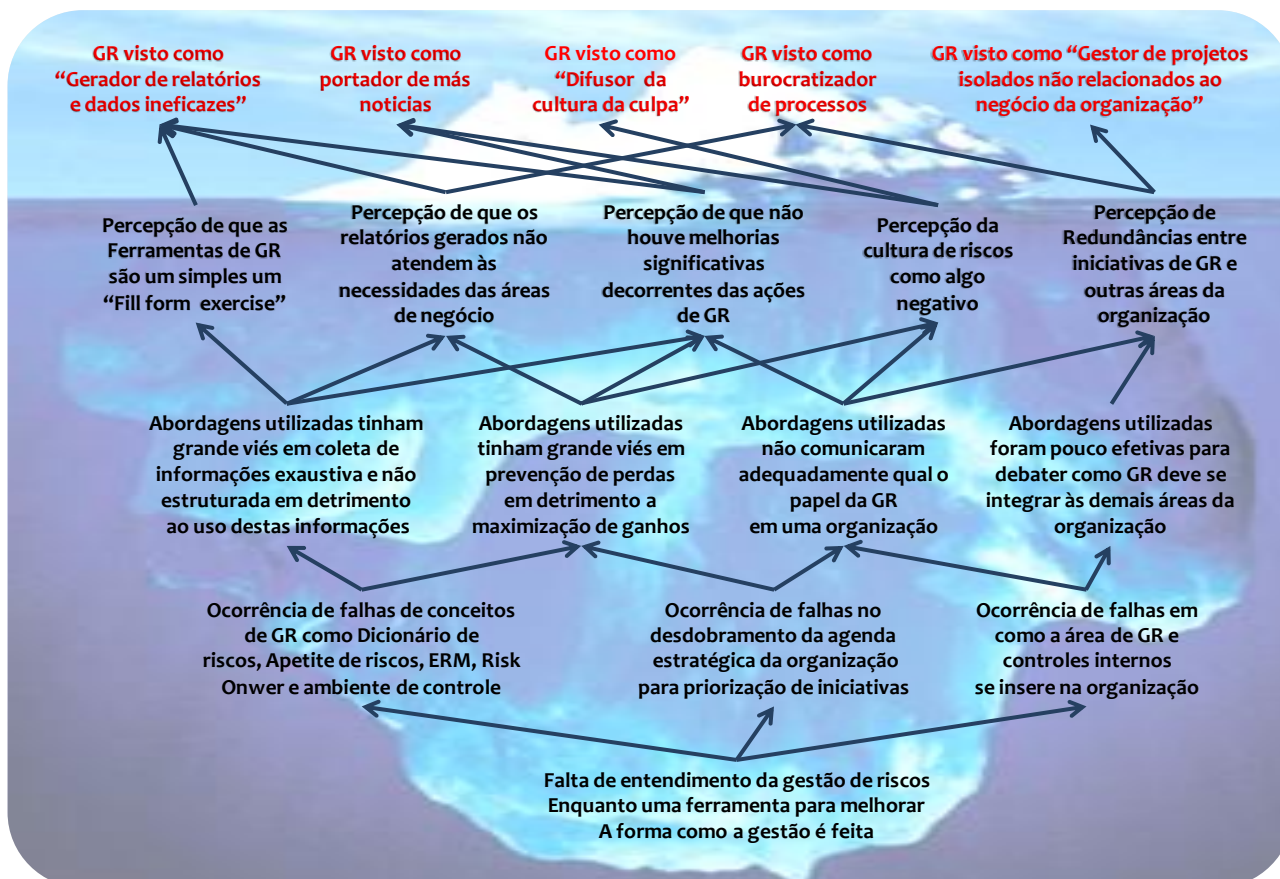 GR visto como
“Gerador de relatórios
e dados ineficazes”
GR visto como
portador de más
noticias
GR visto como
“Difusor da
cultura da culpa”
GR visto como
burocratizador
de processos
GR visto como “Gestor de projetos
isolados não relacionados ao
negócio da organização”
Percepção de que as
Ferramentas de GR
são um simples um
“Fill form exercise”
Percepção de que os
relatórios gerados não
atendem às
necessidades das áreas
de negócio
Percepção de que não
houve melhorias
significativas
decorrentes das ações
de GR
Percepção da
cultura de riscos
como algo
negativo
Percepção de
Redundâncias entre
iniciativas de GR e
outras áreas da
organização
Abordagens utilizadas tinham
grande viés em coleta de
informações exaustiva e não
estruturada em detrimento
ao uso destas informações
Abordagens utilizadas
tinham grande viés em
prevenção de perdas
em detrimento a
maximização de ganhos
Abordagens utilizadas
não comunicaram
adequadamente qual o
papel da GR
em uma organização
Abordagens utilizadas
foram pouco efetivas para
debater como GR deve se
integrar às demais áreas da
organização
Ocorrência de falhas de conceitos
de GR como Dicionário de
riscos, Apetite de riscos, ERM, Risk
Onwer e ambiente de controle
Ocorrência de falhas no
desdobramento da agenda
estratégica da organização
para priorização de iniciativas
Ocorrência de falhas em
como a área de GR e
controles internos
se insere na organização
Falta de entendimento da gestão de riscos
Enquanto uma ferramenta para melhorar
A forma como a gestão é feita